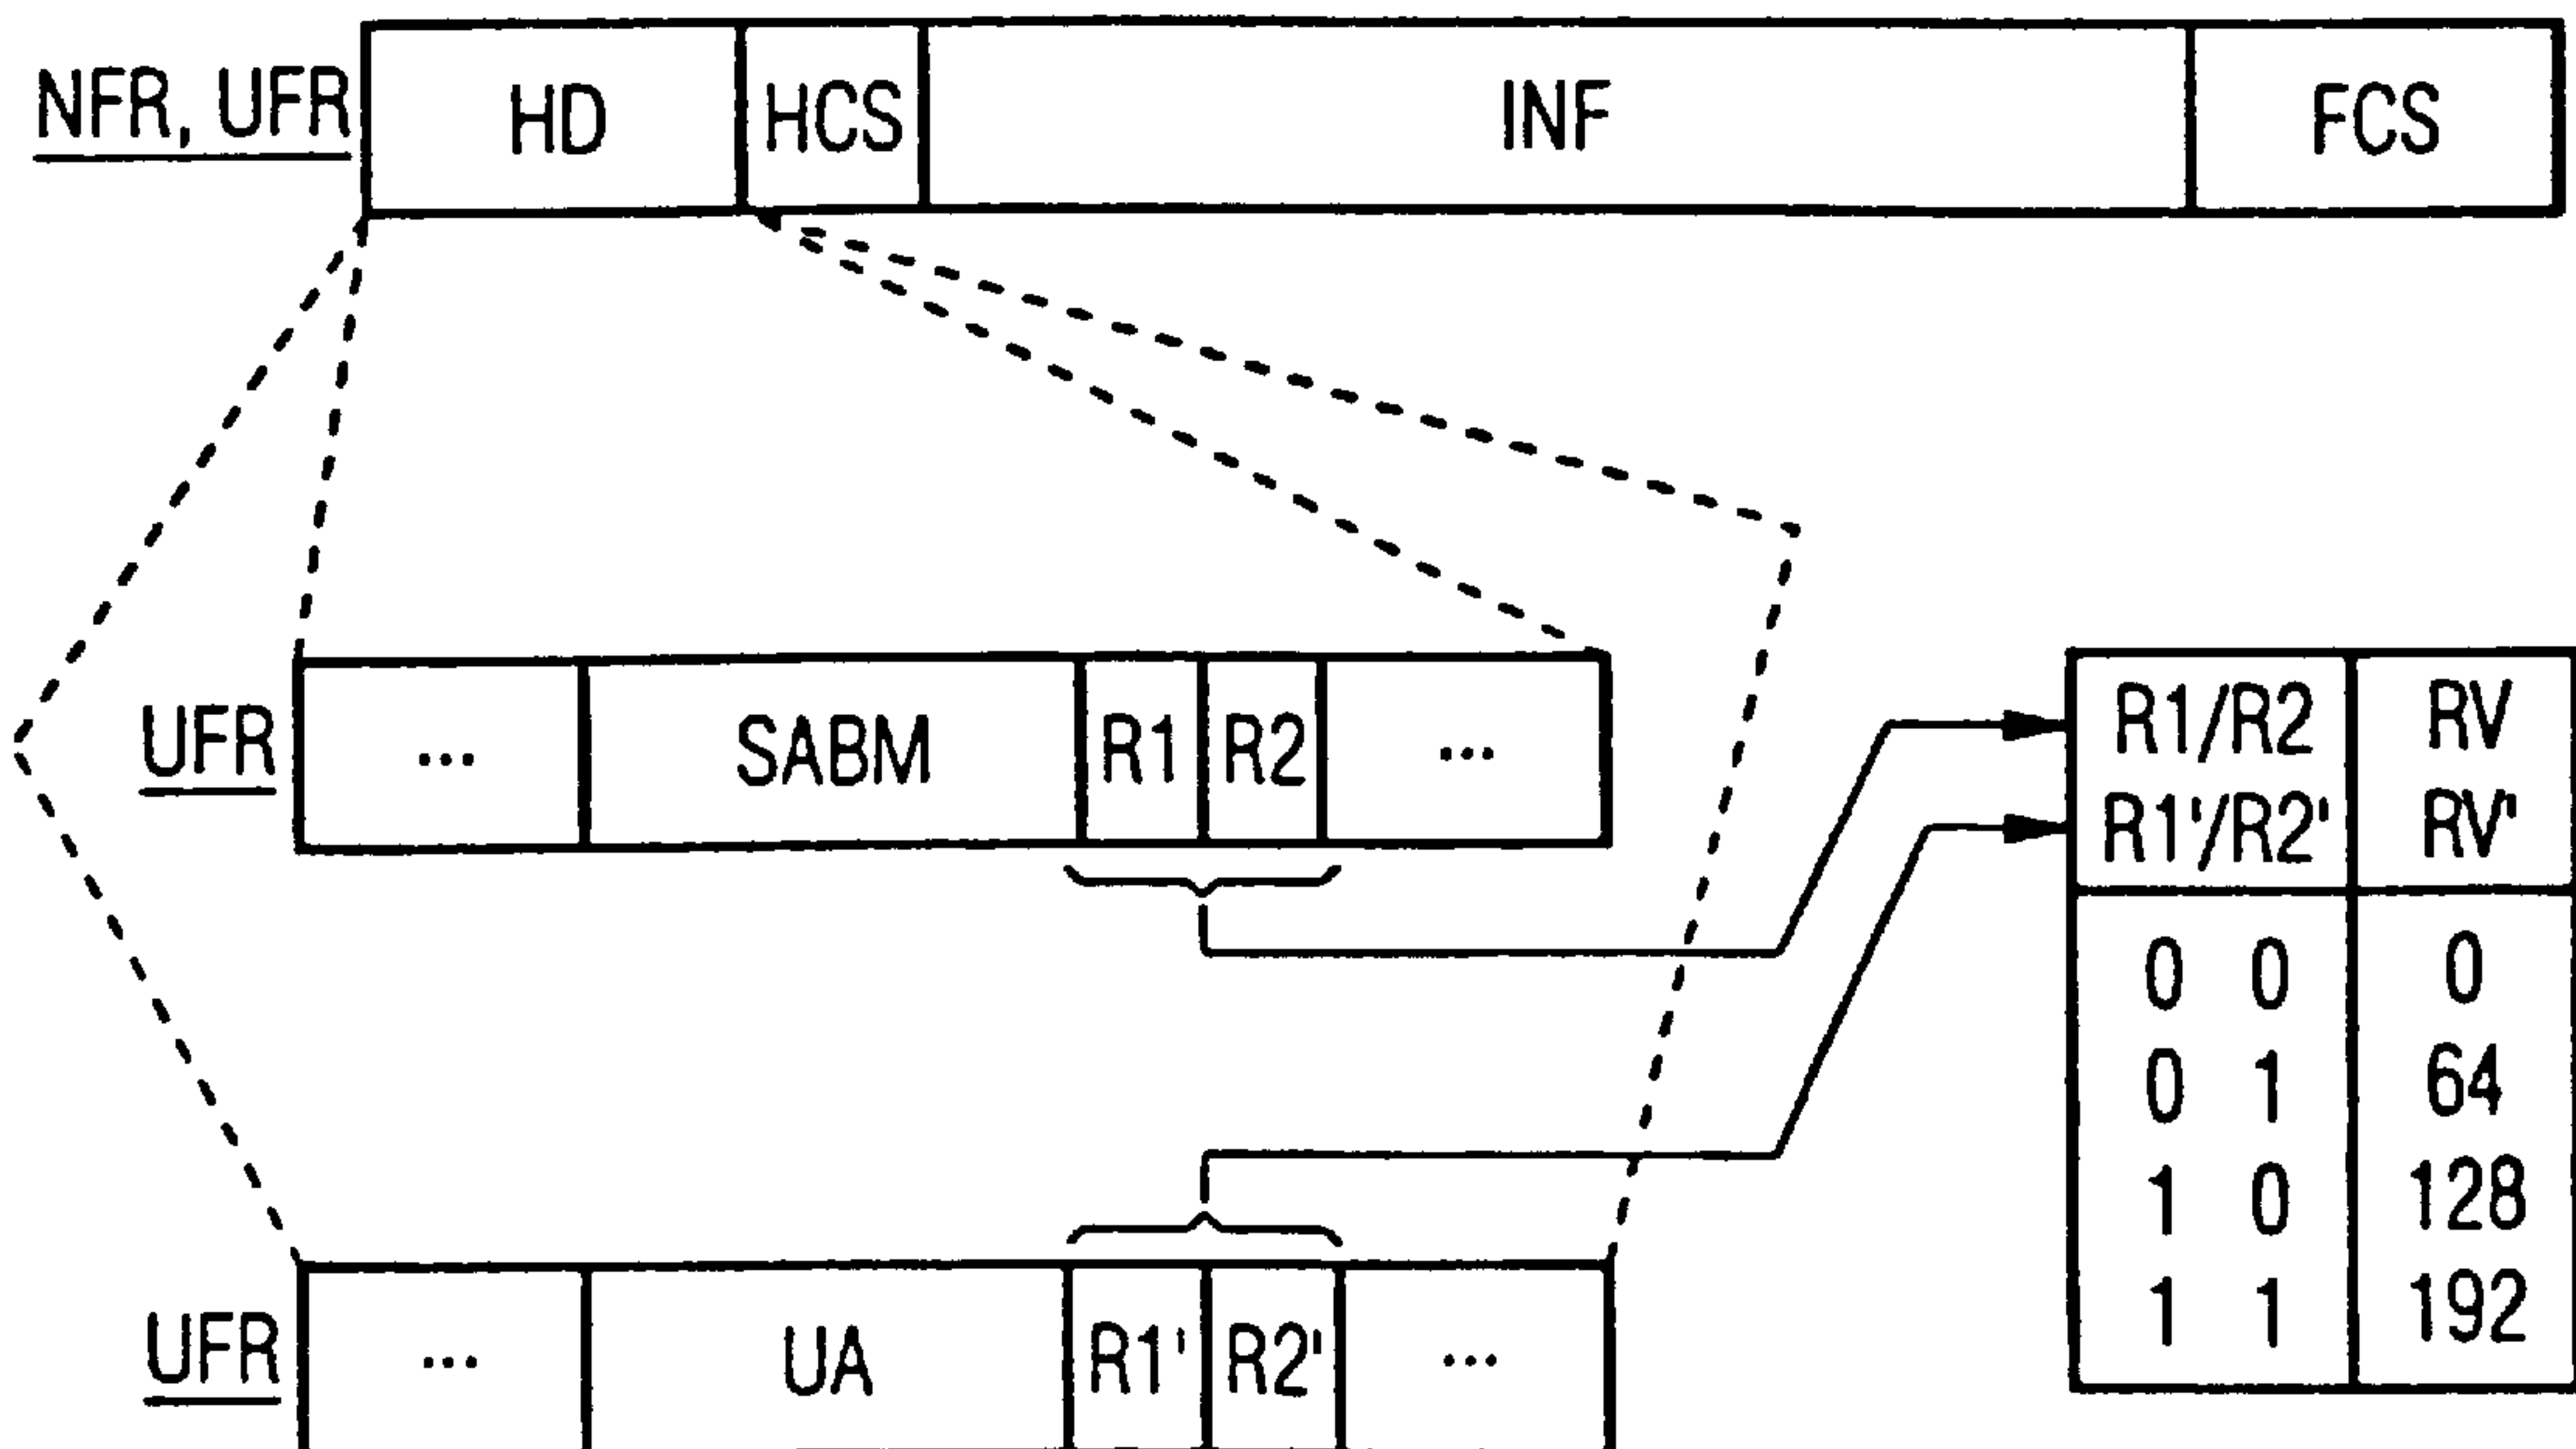 NFR, UFR HD HCS INF FCS
UFR ... SABM R1 R2 ...
R1/R2 RV
R1'/R2' RV'
0 0 0
0 1 64
1 0 128
1 1 192
UFR ... UA R1' R2' ...